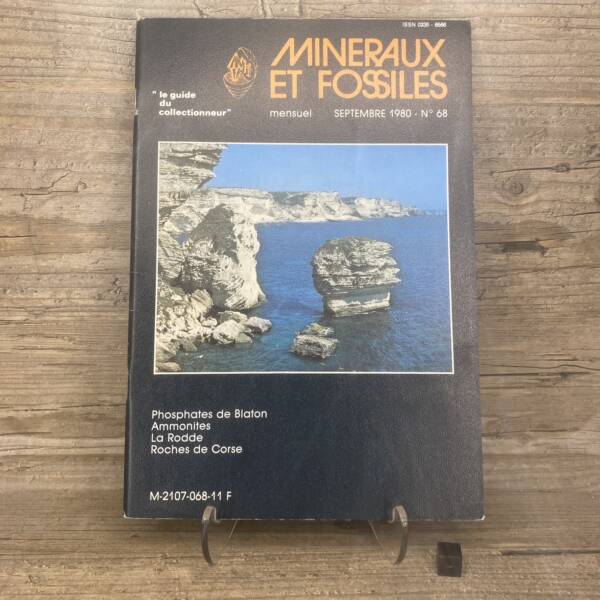 ISSN 0335 - 6566
MINERAUX
ET FOSSILES
" le guide
du
collectionneur"
mensuel SEPTEMBRE 1980 - N° 68
Phosphates de Blaton
Ammonites
La Rodde
Roches de Corse
M-2107-068-11 F